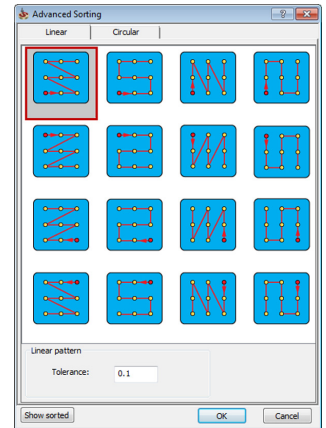 Advanced Sorting
Linear Circular
Linear pattern
Tolerance: 0.1
Show sorted OK Cancel